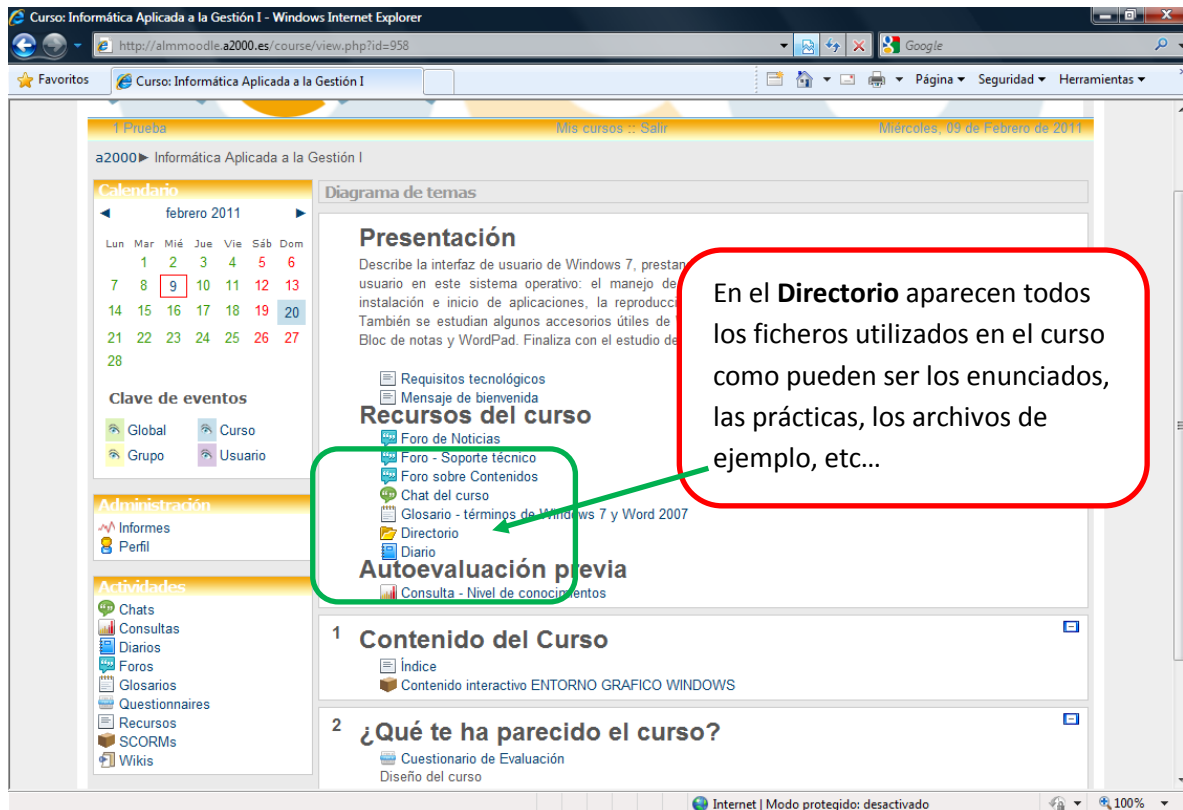 Curso: Informática Aplicada a la Gestión I - Windows Internet Explorer
http://almmoodle.a2000.es/course/view.php?id=958
Google
Favoritos
Curso: Informática Aplicada a la Gestión I
Página
Seguridad
Herramientas
1 Prueba
Mis cursos :: Salir
Miércoles, 09 de Febrero de 2011
a2000► Informática Aplicada a la Gestión I
Calendario
◄ febrero 2011 ►
Lun Mar Mié Jue Vie Sáb Dom
1 2 3 4 5 6
7 8 9 10 11 12 13
14 15 16 17 18 19 20
21 22 23 24 25 26 27
28
Clave de eventos
Global Curso
Grupo Usuario
Administración
Informes
Perfil
Actividades
Chats
Consultas
Diarios
Foros
Glosarios
Questionnaires
Recursos
SCORMs
Wikis
Diagrama de temas
Presentación
Describe la interfaz de usuario de Windows 7, prestan
usuario en este sistema operativo: el manejo de
instalación e inicio de aplicaciones, la reproducc
También se estudian algunos accesorios útiles de
Bloc de notas y WordPad. Finaliza con el estudio de
Requisitos tecnológicos
Mensaje de bienvenida
Recursos del curso
Foro de Noticias
Foro - Soporte técnico
Foro sobre Contenidos
Chat del curso
Glosario - términos de Windows 7 y Word 2007
Directorio
Diario
Autoevaluación previa
Consulta - Nivel de conocimientos
En el Directorio aparecen todos
los ficheros utilizados en el curso
como pueden ser los enunciados,
las prácticas, los archivos de
ejemplo, etc...
1 Contenido del Curso
Índice
Contenido interactivo ENTORNO GRAFICO WINDOWS
2 ¿Qué te ha parecido el curso?
Cuestionario de Evaluación
Diseño del curso
Internet | Modo protegido: desactivado
100%